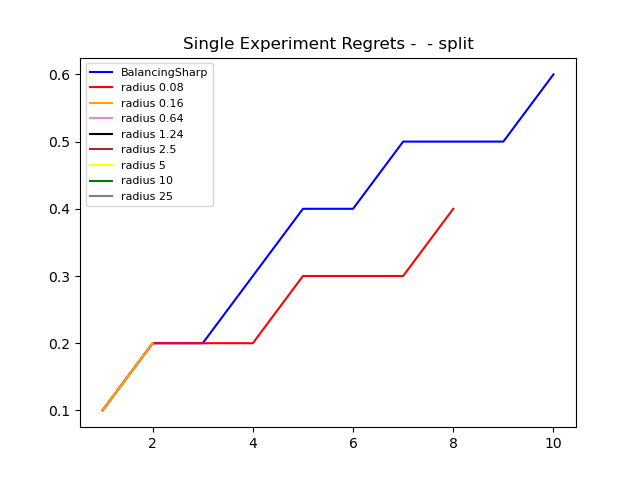 Single Experiment Regrets -  - split
BalancingSharp
radius 0.08
radius 0.16
radius 0.64
radius 1.24
radius 2.5
radius 5
radius 10
radius 25
0.6
0.5
0.4
0.3
0.2
0.1
2 4 6 8 10